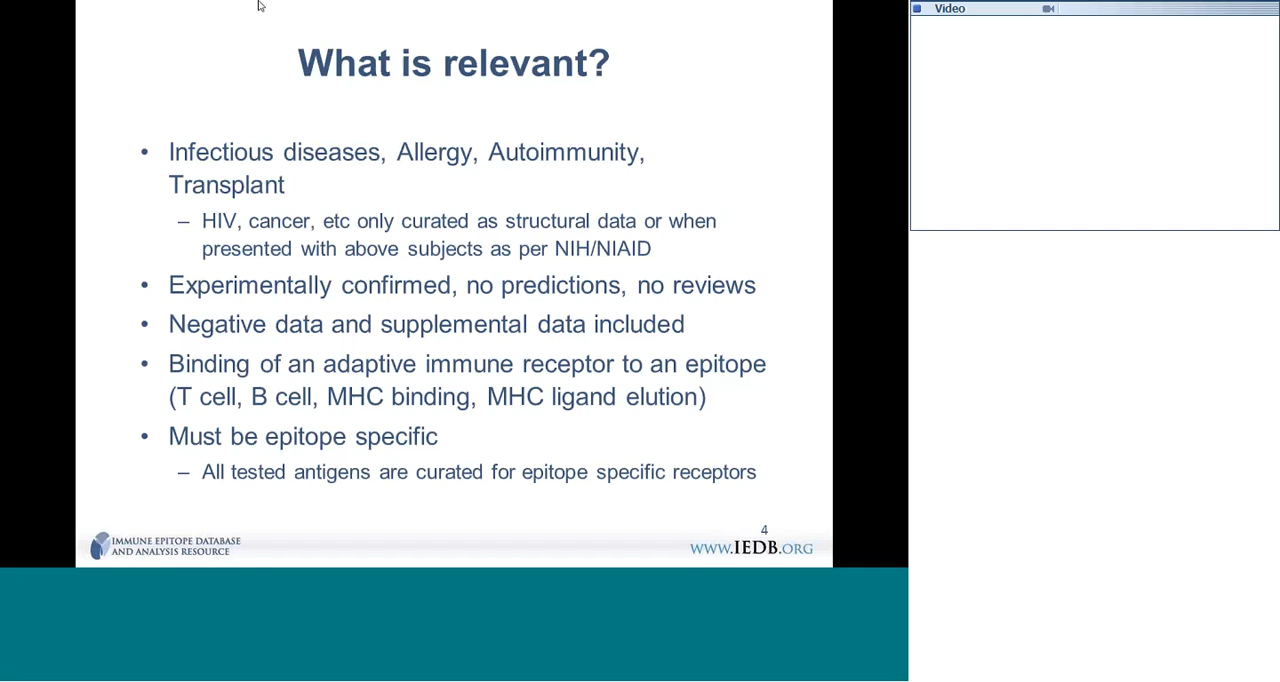 Video
What is relevant?
• Infectious diseases, Allergy, Autoimmunity,
Transplant
– HIV, cancer, etc only curated as structural data or when
presented with above subjects as per NIH/NIAID
• Experimentally confirmed, no predictions, no reviews
• Negative data and supplemental data included
• Binding of an adaptive immune receptor to an epitope
(T cell, B cell, MHC binding, MHC ligand elution)
• Must be epitope specific
– All tested antigens are curated for epitope specific receptors
4
IMMUNE EPITOPE DATABASE
AND ANALYSIS RESOURCE
WWW.IEDB.ORG